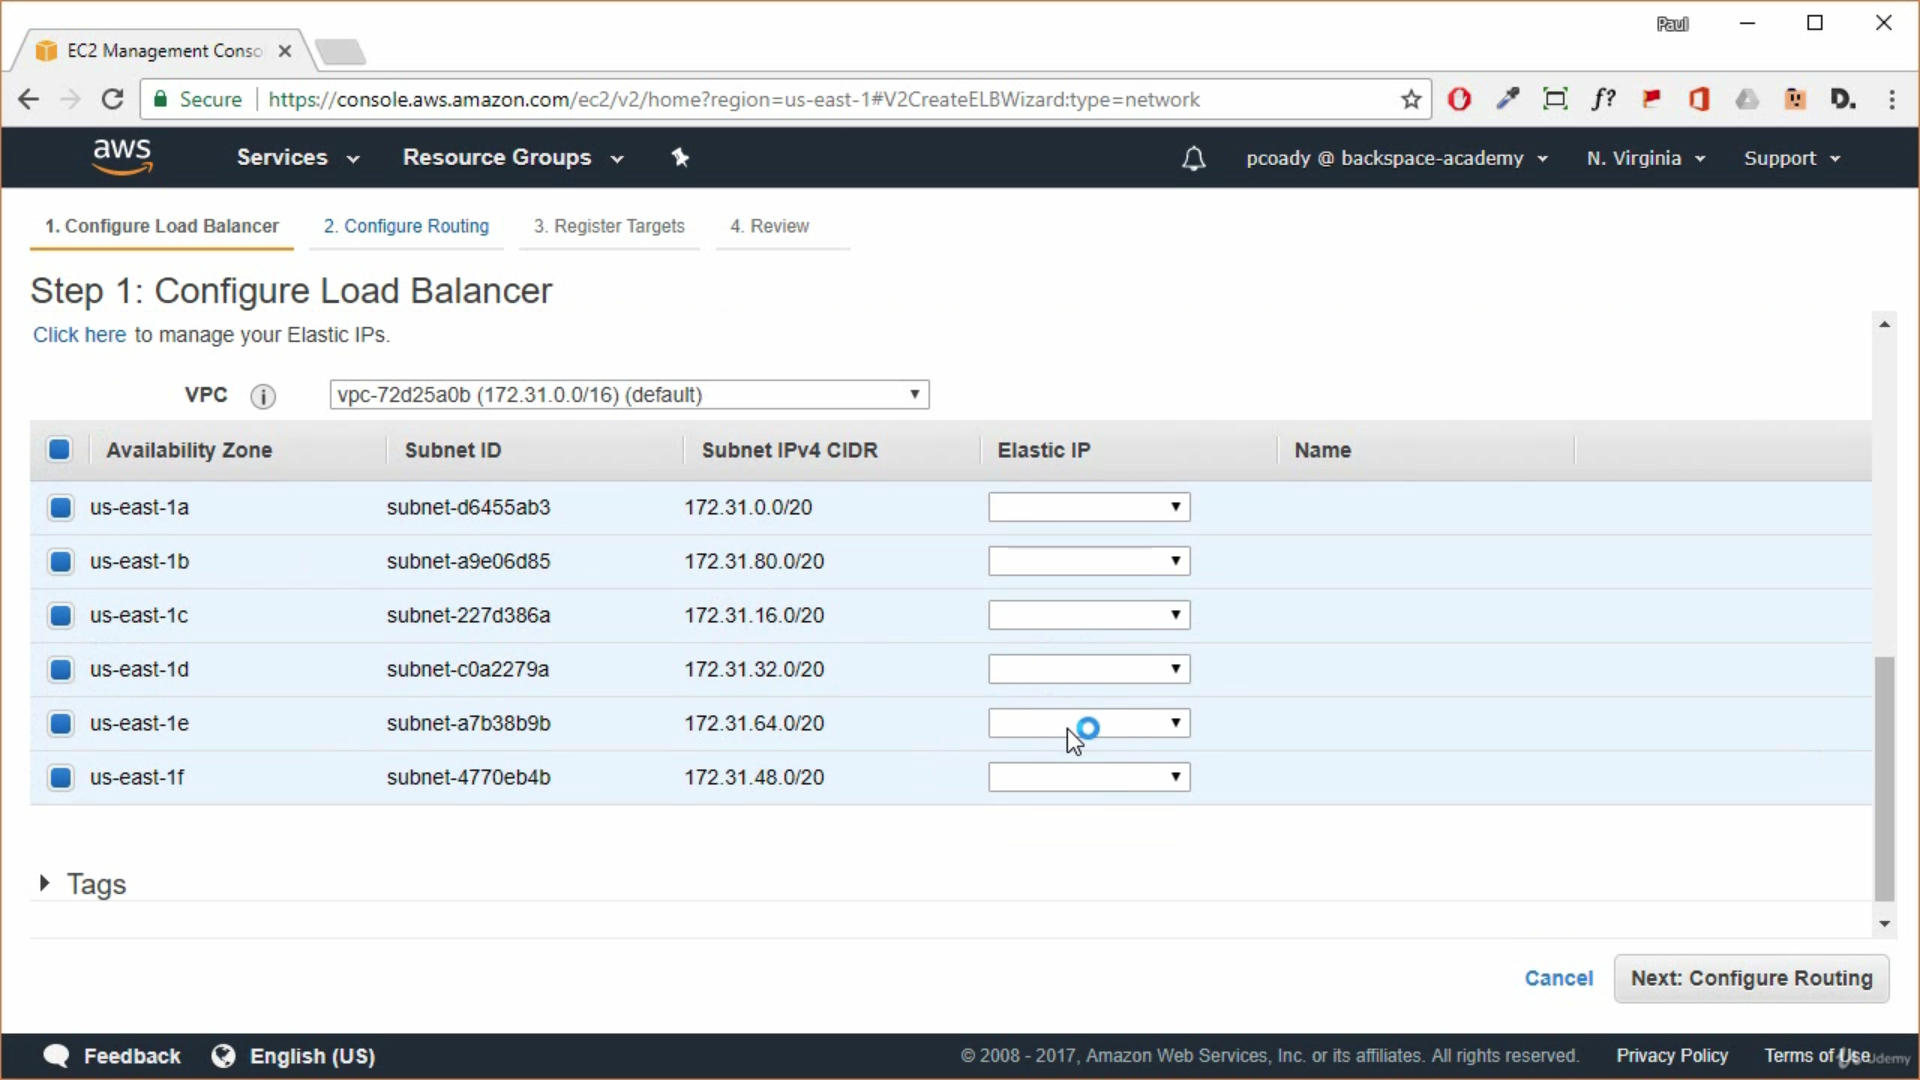 Paul
EC2 Management Conso
Secure https://console.aws.amazon.com/ec2/v2/home?region=us-east-1#V2CreateELBWizard:type=network
f?
D.
aws Services Resource Groups pcoady @ backspace-academy N. Virginia Support
1. Configure Load Balancer 2. Configure Routing 3. Register Targets 4. Review
Step 1: Configure Load Balancer
Click here to manage your Elastic IPs.
VPC i vpc-72d25a0b (172.31.0.0/16) (default)
Availability Zone Subnet ID Subnet IPv4 CIDR Elastic IP Name
us-east-1a subnet-d6455ab3 172.31.0.0/20
us-east-1b subnet-a9e06d85 172.31.80.0/20
us-east-1c subnet-227d386a 172.31.16.0/20
us-east-1d subnet-c0a2279a 172.31.32.0/20
us-east-1e subnet-a7b38b9b 172.31.64.0/20
us-east-1f subnet-4770eb4b 172.31.48.0/20
Tags
Cancel Next: Configure Routing
Feedback English (US) © 2008 - 2017, Amazon Web Services, Inc. or its affiliates. All rights reserved. Privacy Policy Terms of Use
Udemy